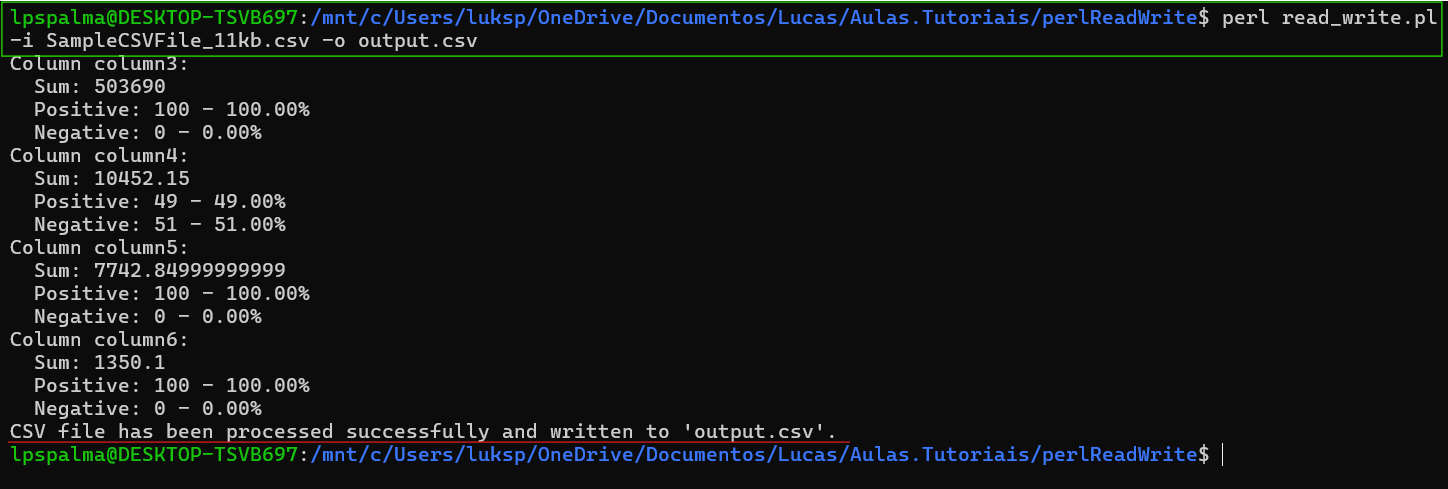 lpspalma@DESKTOP-TSVB697:/mnt/c/Users/luksp/OneDrive/Documentos/Lucas/Aulas.Tutoriais/perlReadWrite$ perl read_write.pl
-i SampleCSVFile_11kb.csv -o output.csv
Column column3:
  Sum: 503690
  Positive: 100 - 100.00%
  Negative: 0 - 0.00%
Column column4:
  Sum: 10452.15
  Positive: 49 - 49.00%
  Negative: 51 - 51.00%
Column column5:
  Sum: 7742.84999999999
  Positive: 100 - 100.00%
  Negative: 0 - 0.00%
Column column6:
  Sum: 1350.1
  Positive: 100 - 100.00%
  Negative: 0 - 0.00%
CSV file has been processed successfully and written to 'output.csv'.
lpspalma@DESKTOP-TSVB697:/mnt/c/Users/luksp/OneDrive/Documentos/Lucas/Aulas.Tutoriais/perlReadWrite$